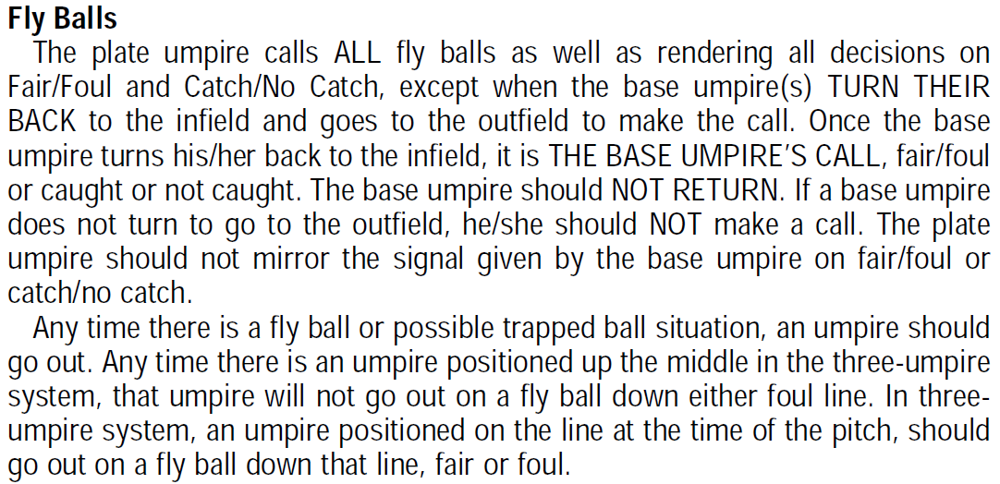 Fly Balls
The plate umpire calls ALL fly balls as well as rendering all decisions on
Fair/Foul and Catch/No Catch, except when the base umpire(s) TURN THEIR
BACK to the infield and goes to the outfield to make the call. Once the base
umpire turns his/her back to the infield, it is THE BASE UMPIRE’S CALL, fair/foul
or caught or not caught. The base umpire should NOT RETURN. If a base umpire
does not turn to go to the outfield, he/she should NOT make a call. The plate
umpire should not mirror the signal given by the base umpire on fair/foul or
catch/no catch.
Any time there is a fly ball or possible trapped ball situation, an umpire should
go out. Any time there is an umpire positioned up the middle in the three-umpire
system, that umpire will not go out on a fly ball down either foul line. In three-
umpire system, an umpire positioned on the line at the time of the pitch, should
go out on a fly ball down that line, fair or foul.